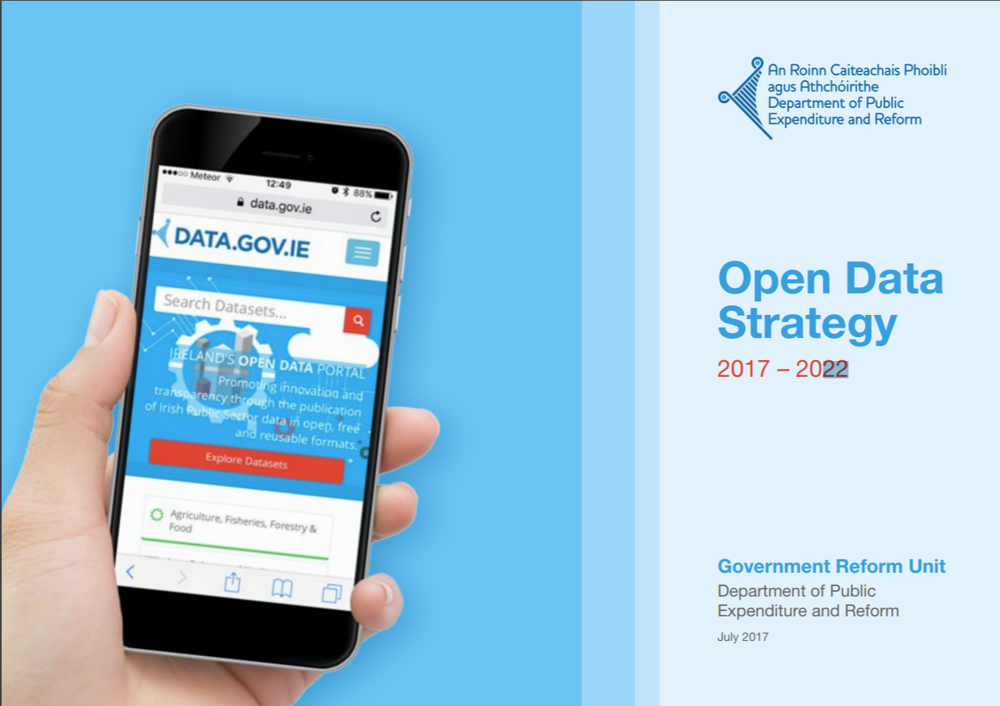 Meteor
12:49
88%
data.gov.ie
DATA.GOV.IE
Search Datasets...
IRELAND'S OPEN DATA PORTAL
Promoting innovation and
transparency through the publication
of Irish Public Sector data in open, free
and reusable formats.
Explore Datasets
Agriculture, Fisheries, Forestry &
Food
An Roinn Caiteachais Phoiblí
agus Athchóirithe
Department of Public
Expenditure and Reform
Open Data
Strategy
2017 – 2022
Government Reform Unit
Department of Public
Expenditure and Reform
July 2017